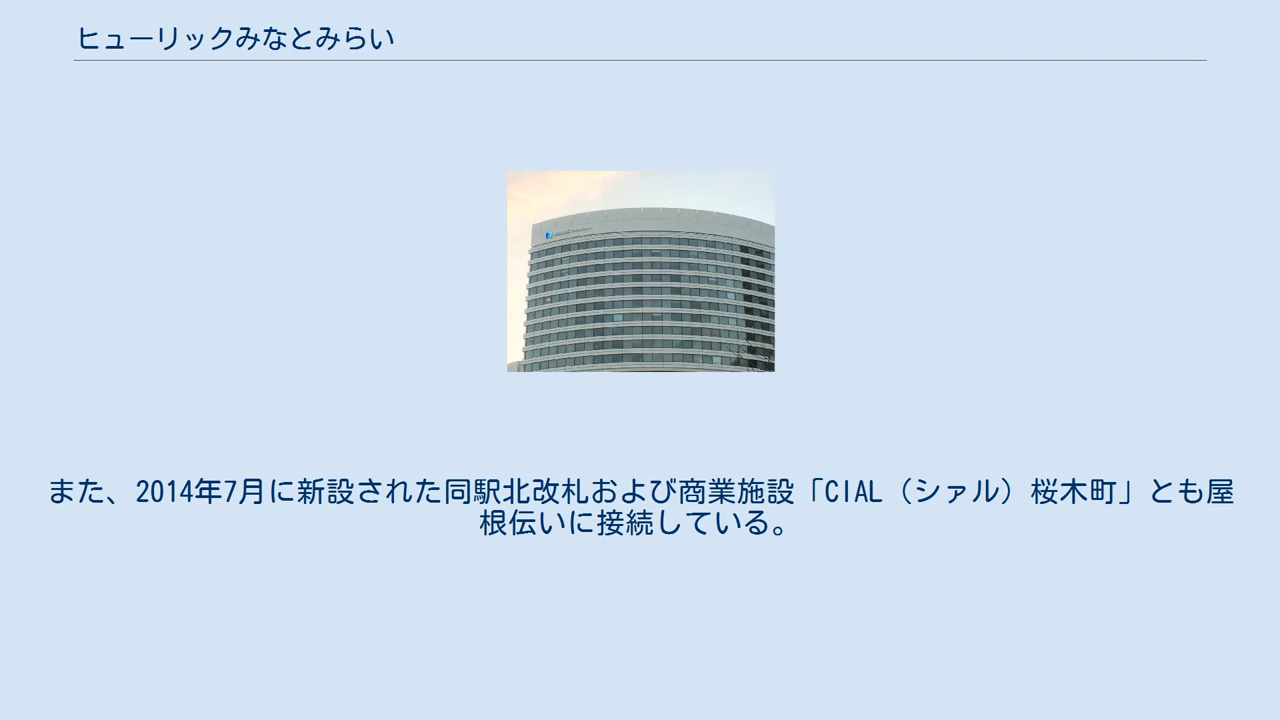 ヒューリックみなとみらい
また、2014年7月に新設された同駅北改札および商業施設「CIAL（シァル）桜木町」とも屋
根伝いに接続している。